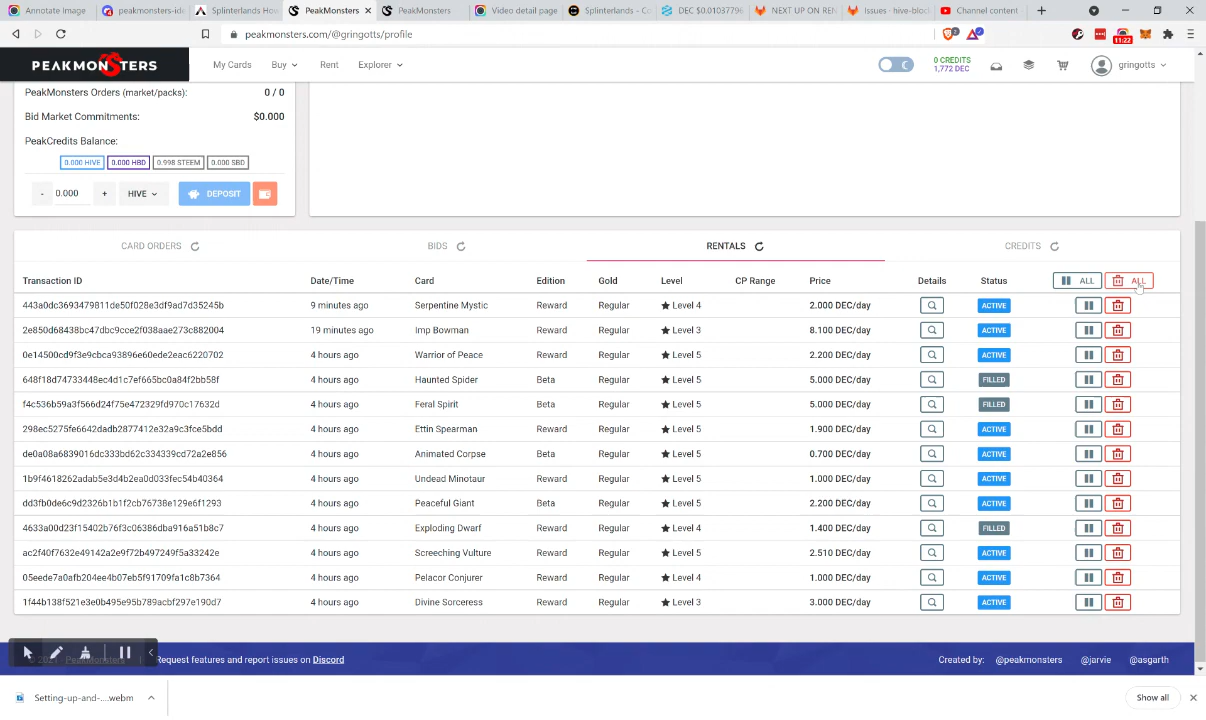 Annotate Image
peakmonsters-ide
Splinterlands Hov
PeakMonsters
PeakMonsters
Video detail page
Splinterlands - Co
DEC $0.01037796
NEXT UP ON REN
Issues · hive-block
Channel content
peakmonsters.com/@gringotts/profile
11:22
PEAKMONSTERS
My Cards
Buy
Rent
Explorer
0 CREDITS
1,772 DEC
gringotts
PeakMonsters Orders (market/packs): 0 / 0
Bid Market Commitments: $0.000
PeakCredits Balance:
0.000 HIVE 0.000 HBD 0.998 STEEM 0.000 SBD
- 0.000 + HIVE DEPOSIT
CARD ORDERS BIDS RENTALS CREDITS
Transaction ID Date/Time Card Edition Gold Level CP Range Price Details Status ALL ALL
443a0dc3693479811de50f028e3df9ad7d35245b 9 minutes ago Serpentine Mystic Reward Regular Level 4 2.000 DEC/day ACTIVE
2e850d68438bc47dbc9cce2f038aae273c882004 19 minutes ago Imp Bowman Reward Regular Level 3 8.100 DEC/day ACTIVE
0e14500cd9f3e9cbca93896e60ede2eac6220702 4 hours ago Warrior of Peace Reward Regular Level 5 2.200 DEC/day ACTIVE
648f18d74733448ec4d1c7ef665bc0a84f2bb58f 4 hours ago Haunted Spider Beta Regular Level 5 5.000 DEC/day FILLED
f4c536b59a3f566d24f75e472329fd970c17632d 4 hours ago Feral Spirit Beta Regular Level 5 5.000 DEC/day FILLED
298ec5275fe6642dadb2877412e32a9c3fce5bdd 4 hours ago Ettin Spearman Reward Regular Level 5 1.900 DEC/day ACTIVE
de0a08a6839016dc333bd62c334339cd72a2e856 4 hours ago Animated Corpse Beta Regular Level 5 0.700 DEC/day ACTIVE
1b9f4618262adab5e3d4b2ea0d033fec54b40364 4 hours ago Undead Minotaur Reward Regular Level 5 1.000 DEC/day ACTIVE
dd3fb0de6c9d2326b1b1f2cb76738e129e6f1293 4 hours ago Peaceful Giant Beta Regular Level 5 2.200 DEC/day ACTIVE
4633a00d23f15402b76f3c06386dba916a51b8c7 4 hours ago Exploding Dwarf Reward Regular Level 4 1.400 DEC/day FILLED
ac2f40f7632e49142a2e9f72b497249f5a33242e 4 hours ago Screeching Vulture Reward Regular Level 5 2.510 DEC/day ACTIVE
05eede7a0afb204ee4b07eb5f91709fa1c8b7364 4 hours ago Pelacor Conjurer Reward Regular Level 4 1.000 DEC/day ACTIVE
1f44b138f521e3e0b495e95b789acbf297e190d7 4 hours ago Divine Sorceress Reward Regular Level 3 3.000 DEC/day ACTIVE
PeakMonsters Request features and report issues on Discord
Created by: @peakmonsters @jarvie @asgarth
Setting-up-and-....webm
Show all